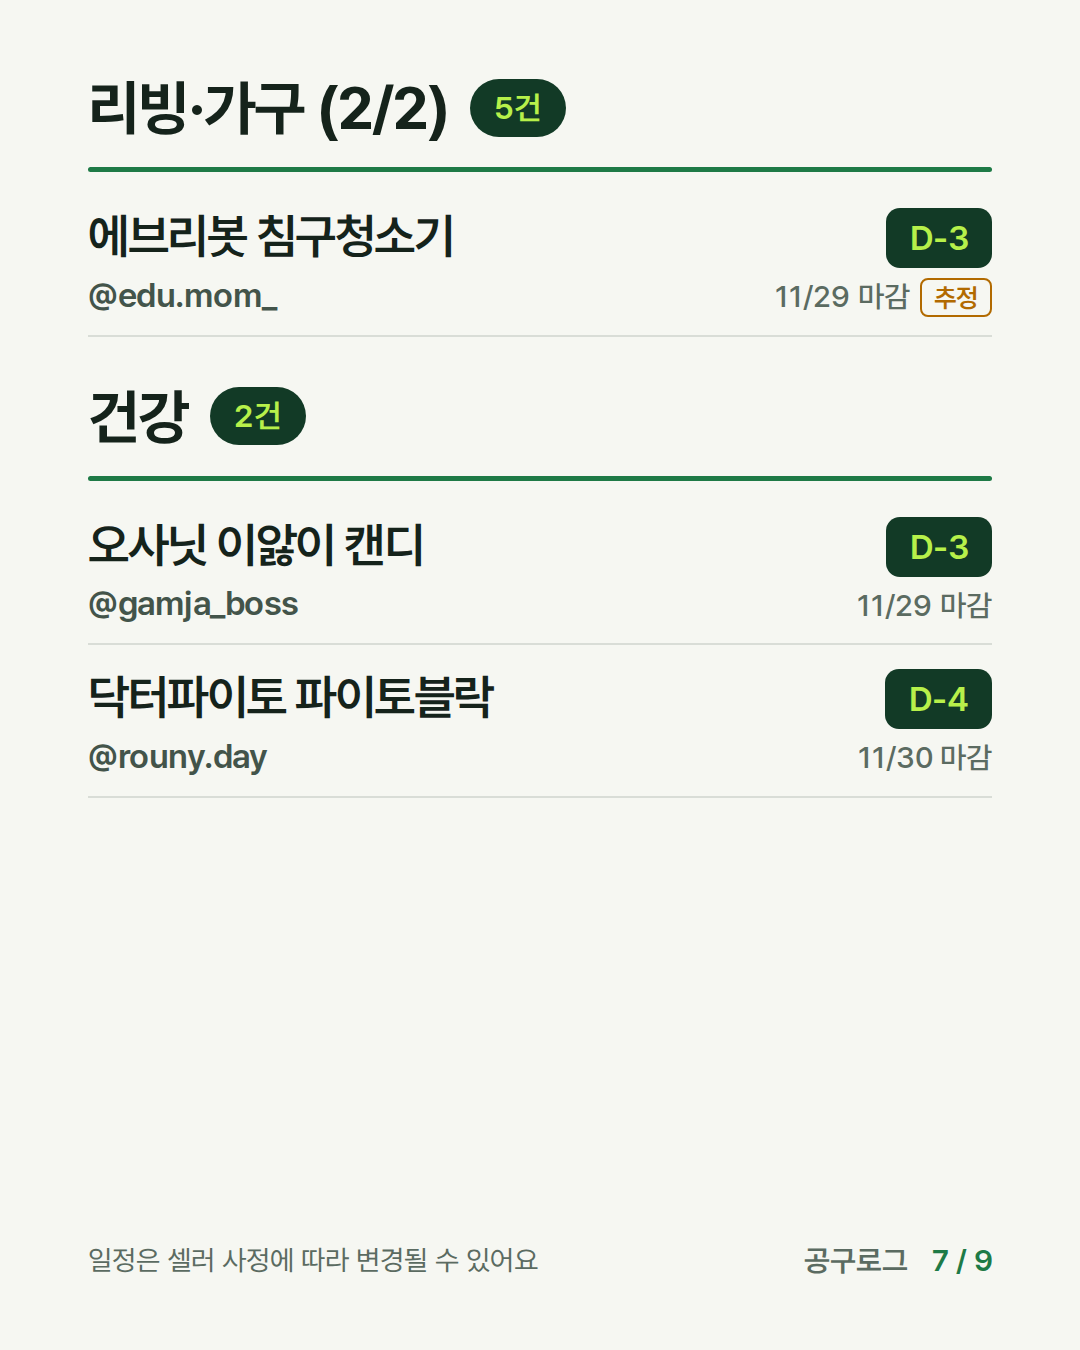 리빙·가구 (2/2) 5건
에브리봇 침구청소기 D-3
@edu.mom_ 11/29 마감 추정
건강 2건
오사닛 이앓이 캔디 D-3
@gamja_boss 11/29 마감
닥터파이토 파이토블락 D-4
@rouny.day 11/30 마감
일정은 셀러 사정에 따라 변경될 수 있어요 공구로그 7 / 9